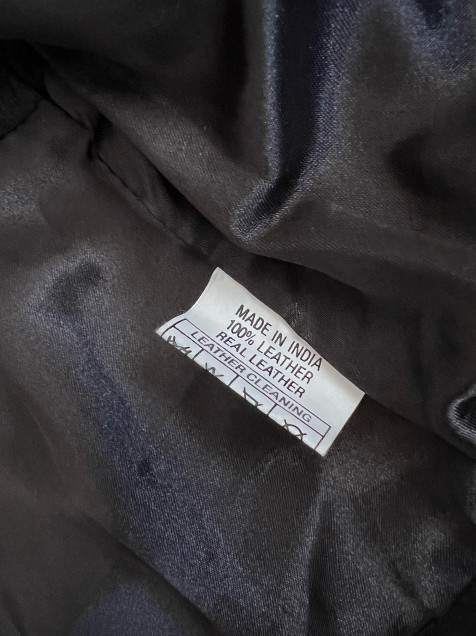 MADE IN INDIA
100% LEATHER
REAL LEATHER
LEATHER CLEANING